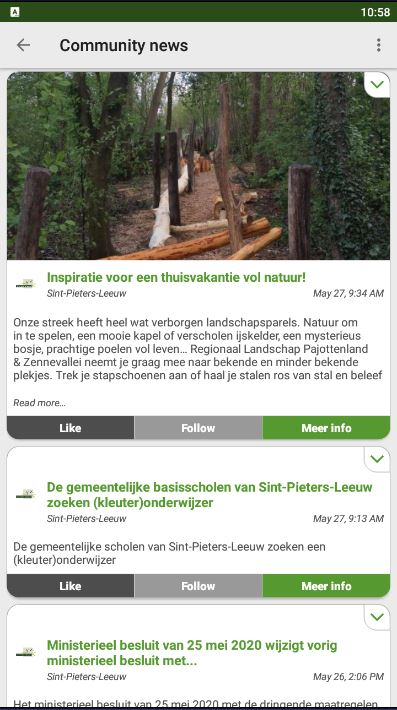 10:58
Community news
Inspiratie voor een thuisvakantie vol natuur!
Sint-Pieters-Leeuw May 27, 9:34 AM
Onze streek heeft heel wat verborgen landschapsparels. Natuur om
in te spelen, een mooie kapel of verscholen ijskelder, een mysterieus
bosje, prachtige poelen vol leven... Regionaal Landschap Pajottenland
& Zennevallei neemt je graag mee naar bekende en minder bekende
plekjes. Trek je stapschoenen aan of haal je stalen ros van stal en beleef
Read more...
Like Follow Meer info
De gemeentelijke basisscholen van Sint-Pieters-Leeuw
zoeken (kleuter)onderwijzer
Sint-Pieters-Leeuw May 27, 9:13 AM
De gemeentelijke scholen van Sint-Pieters-Leeuw zoeken een
(kleuter)onderwijzer
Like Follow Meer info
Ministerieel besluit van 25 mei 2020 wijzigt vorig
ministerieel besluit met...
Sint-Pieters-Leeuw May 26, 2:06 PM
Het ministerieel besluit van 25 mei 2020 met de dringende maatregelen